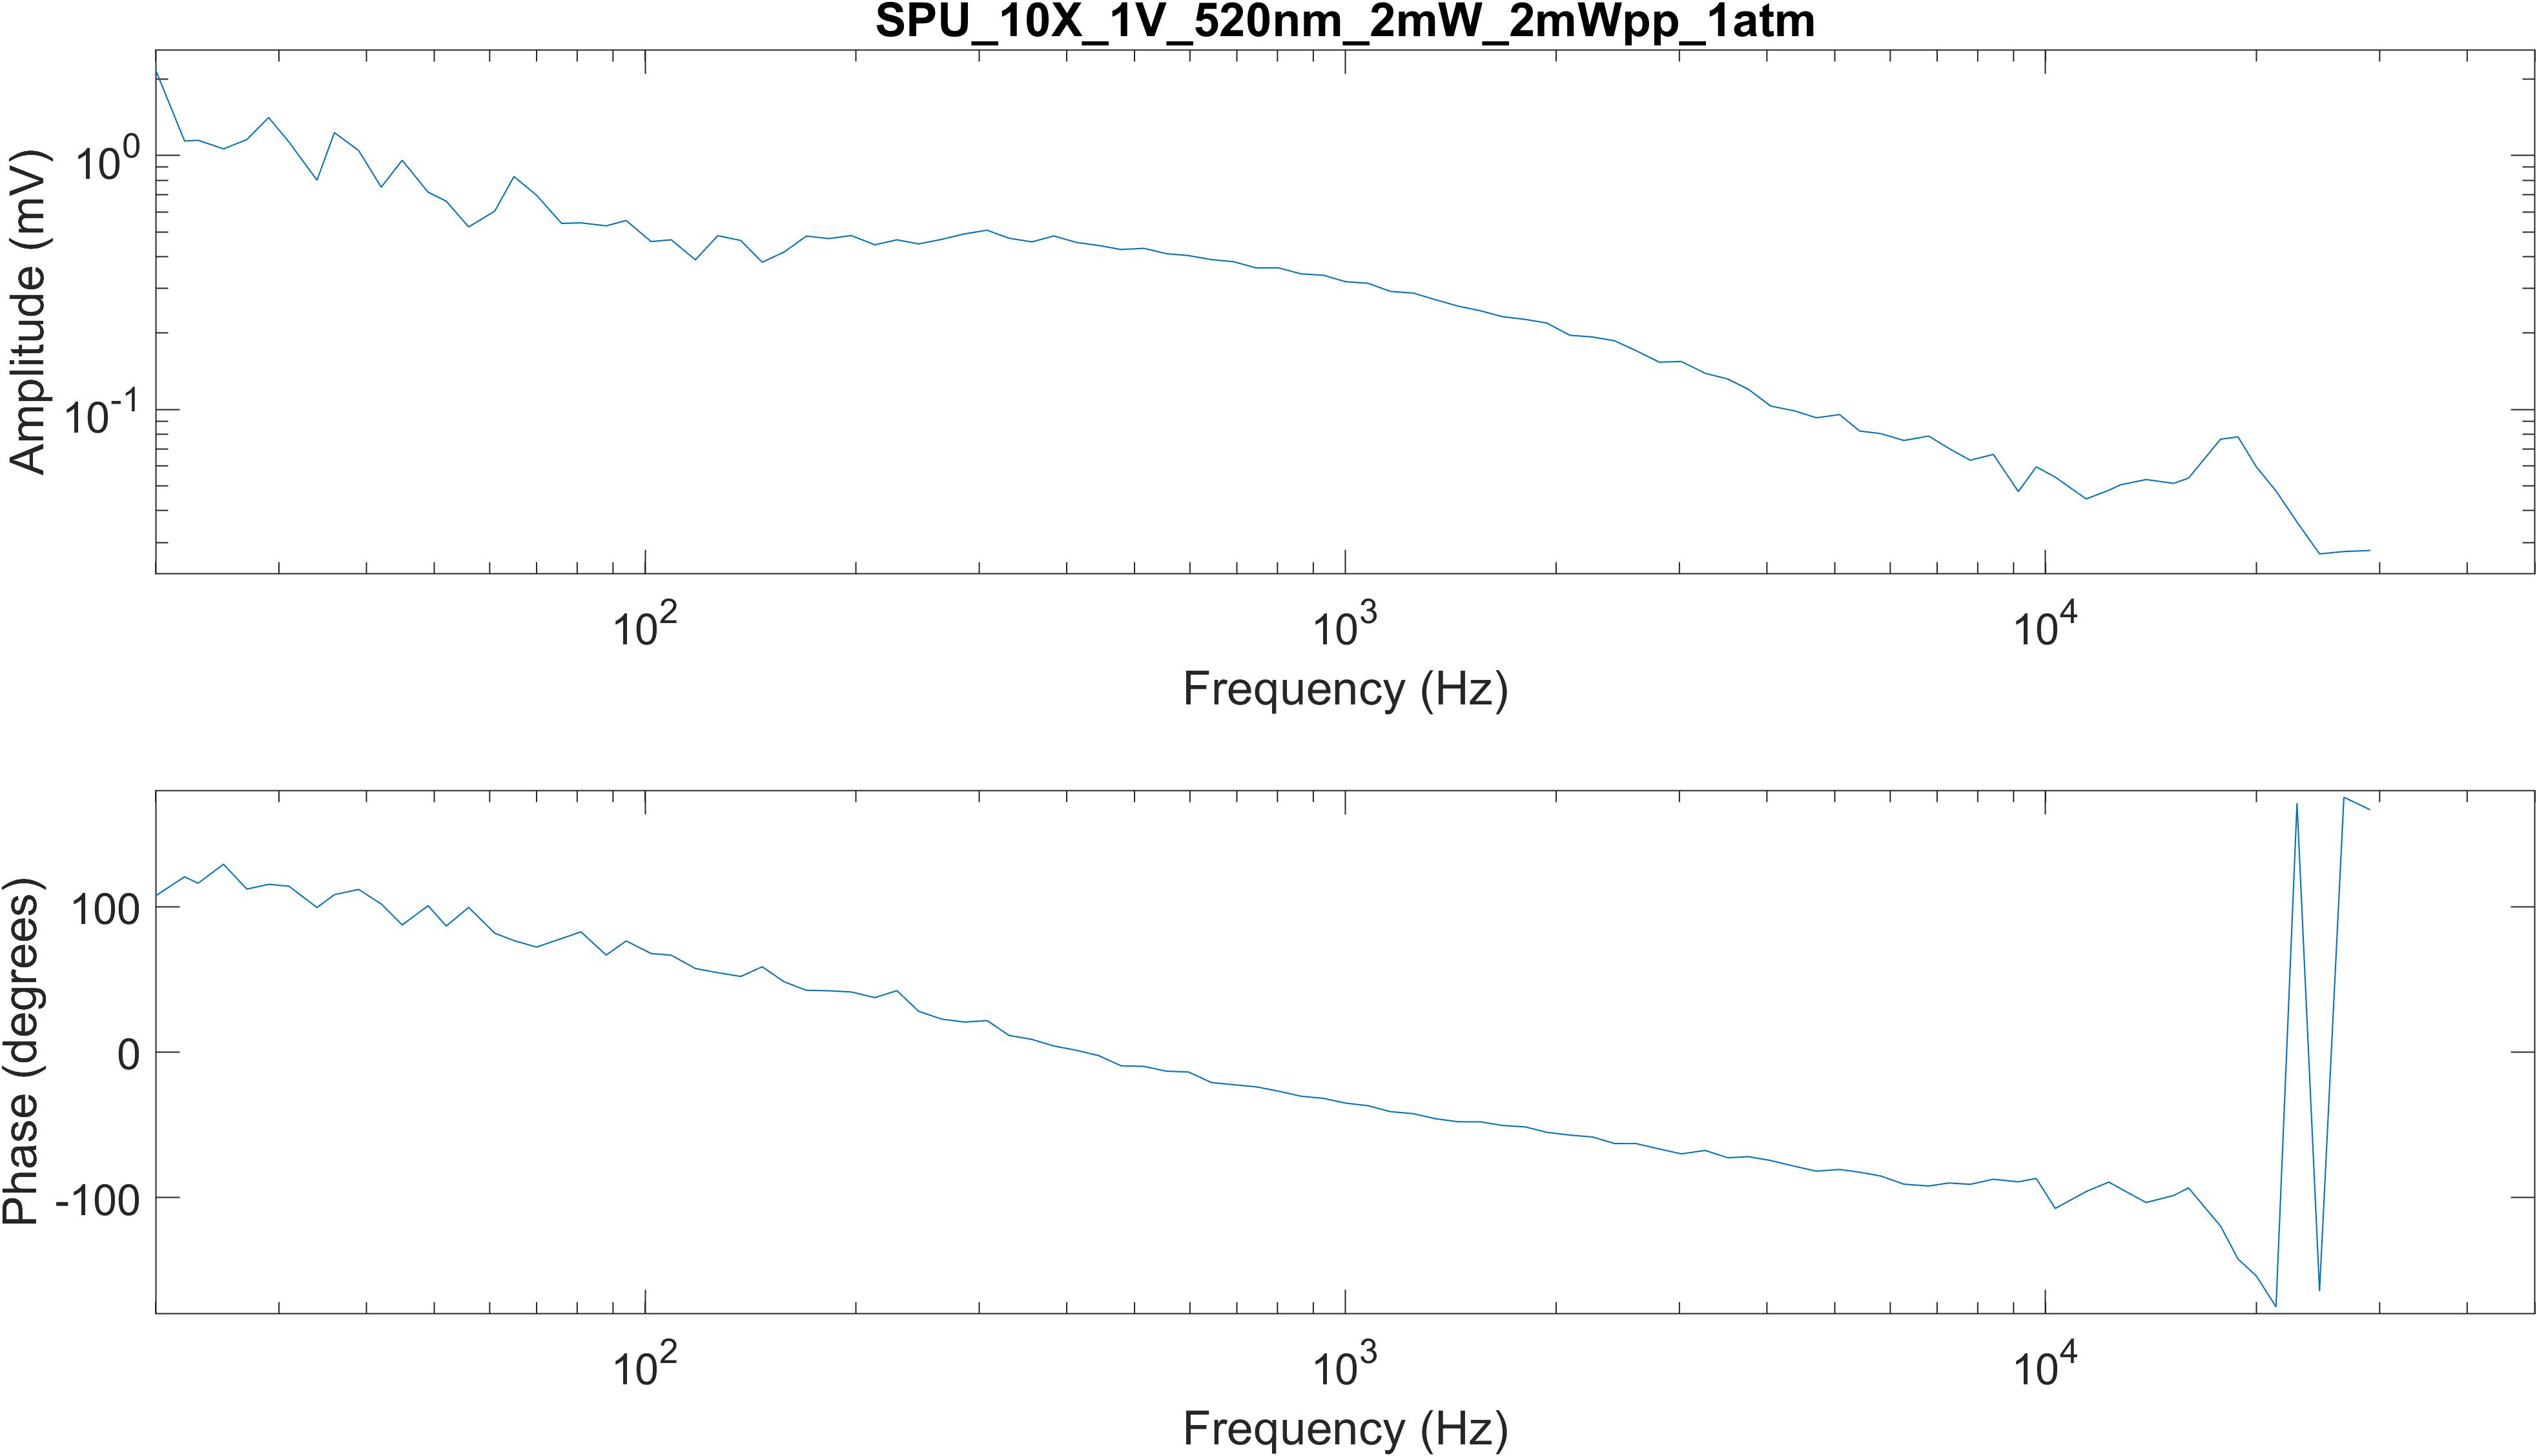 SPU_10X_1V_520nm_2mW_2mWpp_1atm
Amplitude (mV)
10^0
10^-1
10^2
10^3
10^4
Frequency (Hz)
Phase (degrees)
100
0
-100
10^2
10^3
10^4
Frequency (Hz)